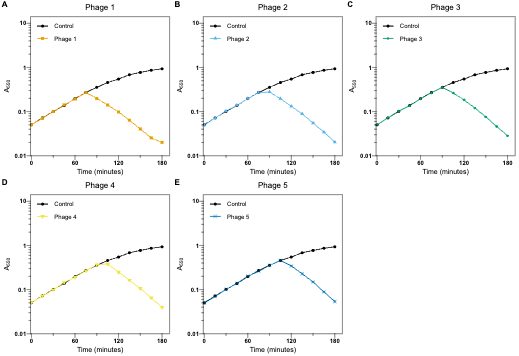 A Phage 1
Control
Phage 1
A₆₀₀
10
1
0.1
0.01
0 60 120 180
Time (minutes)
B Phage 2
Control
Phage 2
A₆₀₀
10
1
0.1
0.01
0 60 120 180
Time (minutes)
C Phage 3
Control
Phage 3
A₆₀₀
10
1
0.1
0.01
0 60 120 180
Time (minutes)
D Phage 4
Control
Phage 4
A₆₀₀
10
1
0.1
0.01
0 60 120 180
Time (minutes)
E Phage 5
Control
Phage 5
A₆₀₀
10
1
0.1
0.01
0 60 120 180
Time (minutes)